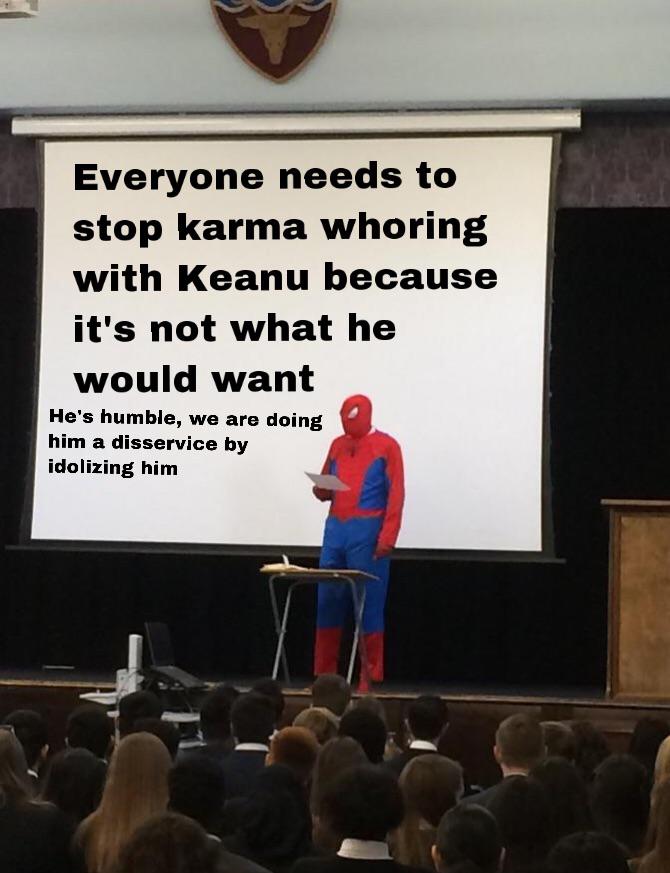 Everyone needs to
stop karma whoring
with Keanu because
it's not what he
would want
He's humble, we are doing
him a disservice by
idolizing him